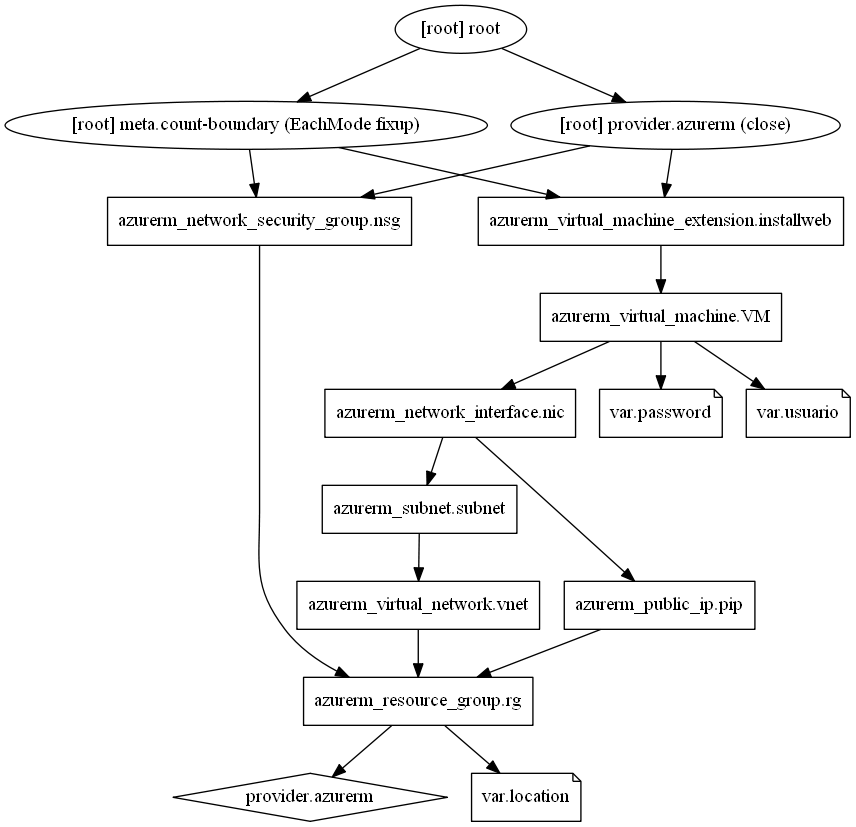 [root] root
[root] meta.count-boundary (EachMode fixup)
[root] provider.azurerm (close)
azurerm_network_security_group.nsg
azurerm_virtual_machine_extension.installweb
azurerm_virtual_machine.VM
azurerm_network_interface.nic
var.password
var.usuario
azurerm_subnet.subnet
azurerm_virtual_network.vnet
azurerm_public_ip.pip
azurerm_resource_group.rg
provider.azurerm
var.location